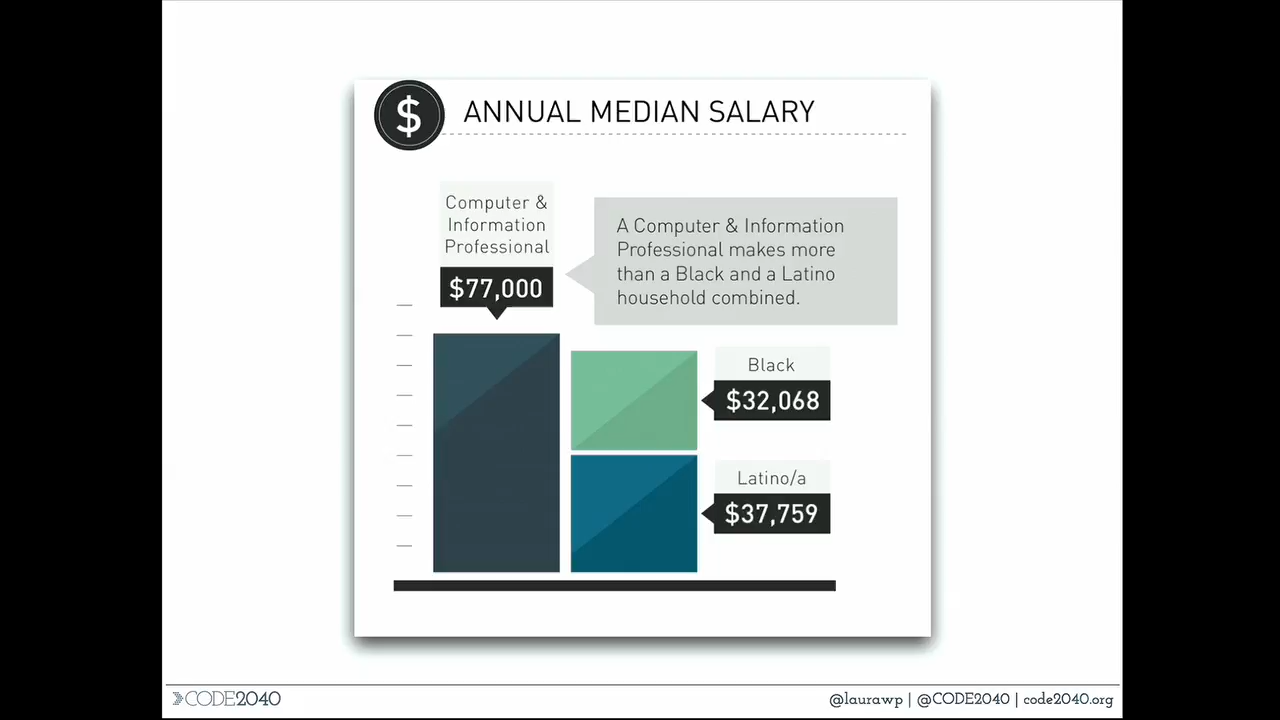 $ ANNUAL MEDIAN SALARY
Computer &
Information
Professional
$77,000
A Computer & Information
Professional makes more
than a Black and a Latino
household combined.
Black
$32,068
Latino/a
$37,759
CODE2040
@laurawp | @CODE2040 | code2040.org